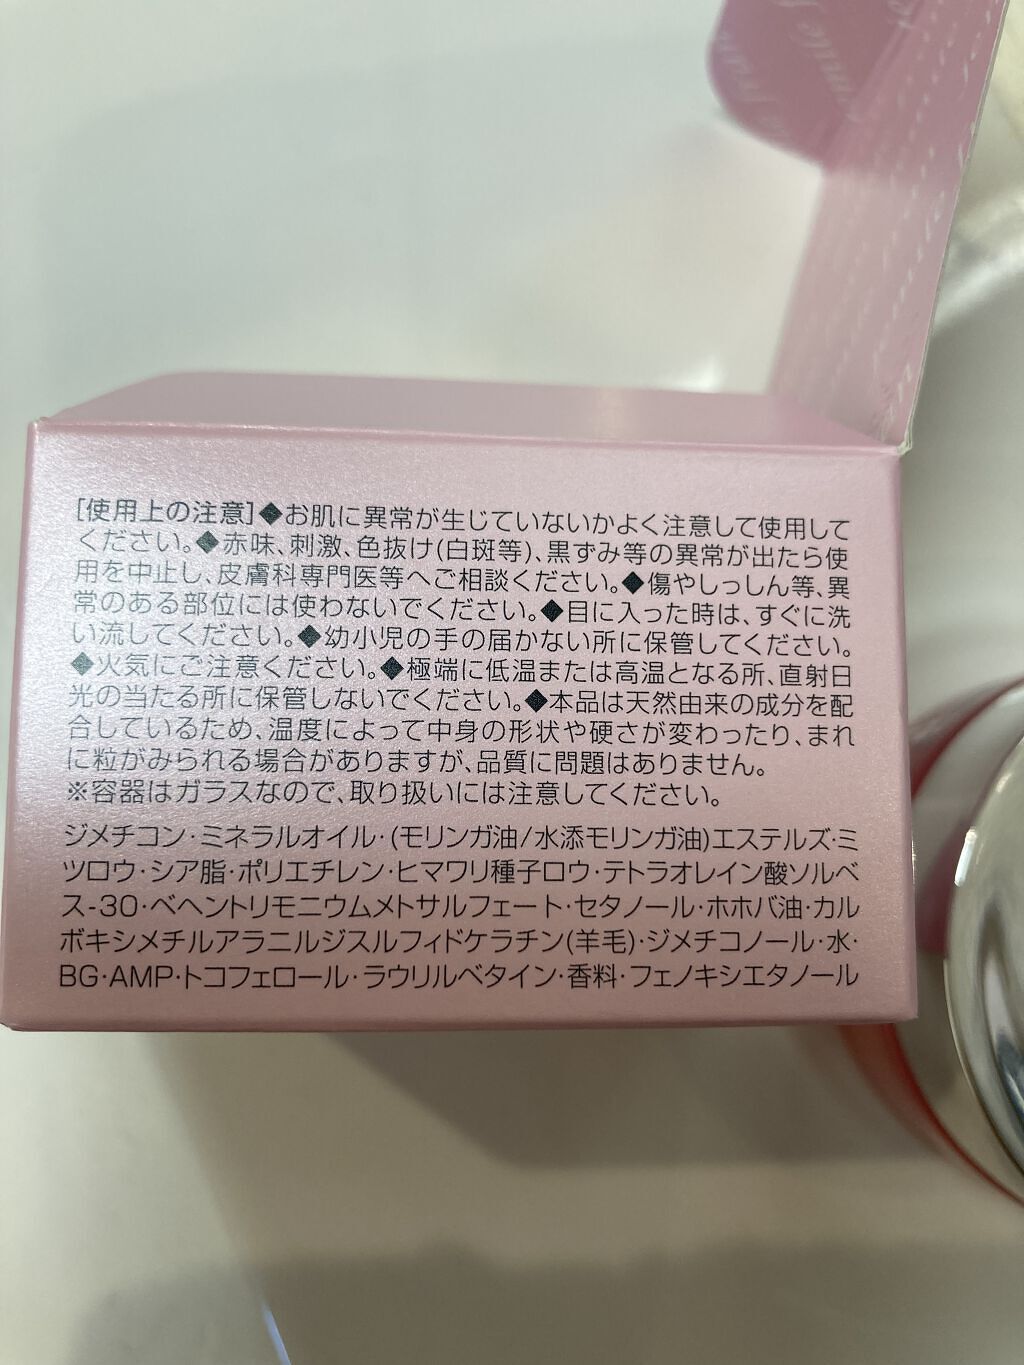 [使用上の注意]◆お肌に異常が生じていないかよく注意して使用して
ください。◆赤味、刺激、色抜け(白斑等)、黒ずみ等の異常が出たら使
用を中止し、皮膚科専門医等へご相談ください。◆傷やしっしん等、異
常のある部位には使わないでください。◆目に入った時は、すぐに洗
い流してください。◆幼小児の手の届かない所に保管してください。
◆火気にご注意ください。◆極端に低温または高温となる所、直射日
光の当たる所に保管しないでください。◆本品は天然由来の成分を配
合しているため、温度によって中身の形状や硬さが変わったり、まれ
に粒がみられる場合がありますが、品質に問題はありません。
※容器はガラスなので、取り扱いには注意してください。
ジメチコン・ミネラルオイル・(モリンガ油/水添モリンガ油)エステルズ・ミ
ツロウ・シア脂・ポリエチレン・ヒマワリ種子ロウ・テトラオレイン酸ソルベ
ス-30・ベヘントリモニウムメトサルフェート・セタノール・ホホバ油・カル
ボキシメチルアラニルジスルフィドケラチン(羊毛)・ジメチコノール・水・
BG・AMP・トコフェロール・ラウリルベタイン・香料・フェノキシエタノール